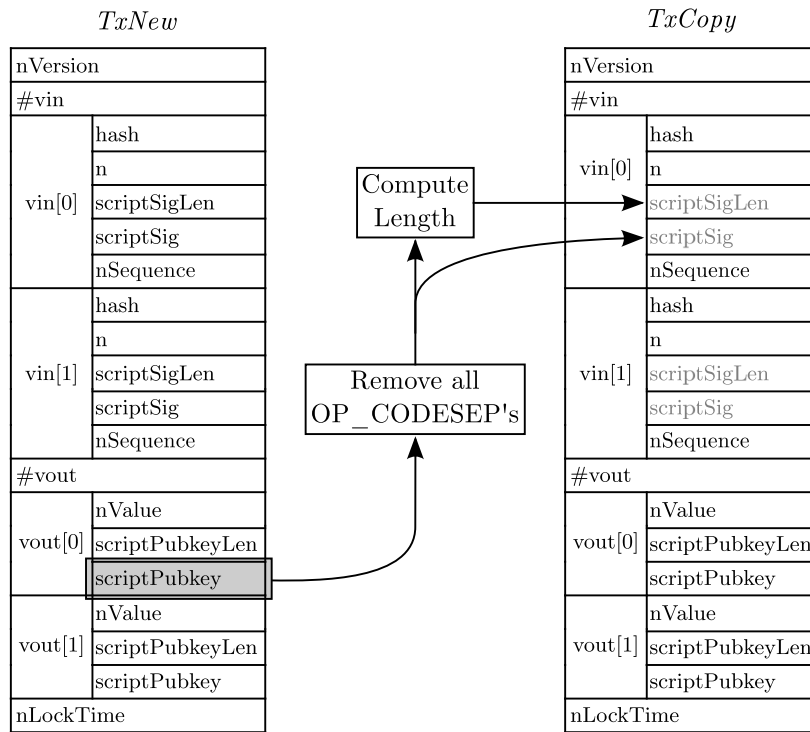 TxNew
nVersion
#vin
vin[0]
hash
n
scriptSigLen
scriptSig
nSequence
vin[1]
hash
n
scriptSigLen
scriptSig
nSequence
#vout
vout[0]
nValue
scriptPubkeyLen
scriptPubkey
vout[1]
nValue
scriptPubkeyLen
scriptPubkey
nLockTime
Compute
Length
Remove all
OP_CODESEP's
TxCopy
nVersion
#vin
vin[0]
hash
n
scriptSigLen
scriptSig
nSequence
vin[1]
hash
n
scriptSigLen
scriptSig
nSequence
#vout
vout[0]
nValue
scriptPubkeyLen
scriptPubkey
vout[1]
nValue
scriptPubkeyLen
scriptPubkey
nLockTime